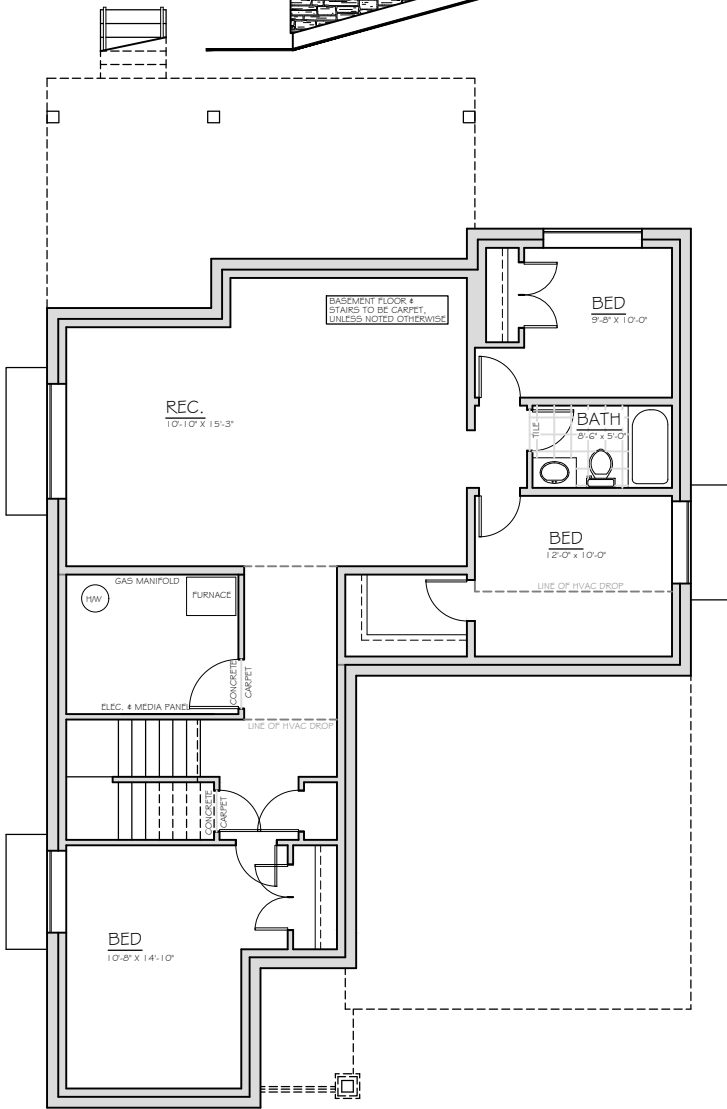 BASEMENT FLOOR &
STAIRS TO BE CARPET,
UNLESS NOTED OTHERWISE
BED
9'-8" X 10'-0"
REC.
10'-10" X 15'-3"
BATH
8'-6" x 5'-0"
TILE
BED
12'-0" x 10'-0"
LINE OF HVAC DROP
GAS MANIFOLD
H/W
FURNACE
CONCRETE
CARPET
ELEC. & MEDIA PANEL
LINE OF HVAC DROP
CONCRETE
CARPET
BED
10'-8" X 14'-10"